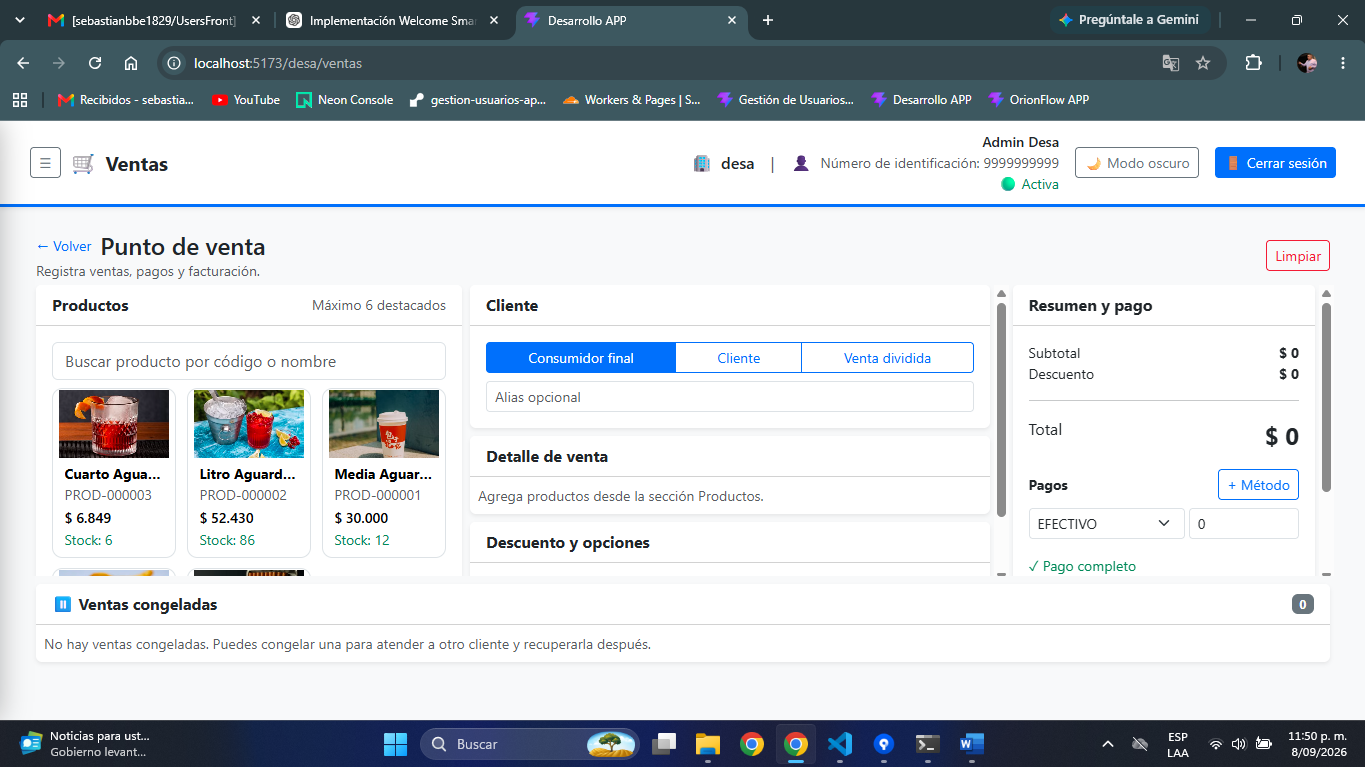 [sebastianbbe1829/UsersFront]
Implementación Welcome Smar
Desarrollo APP
Pregúntale a Gemini
localhost:5173/desa/ventas
Recibidos - sebastia...
YouTube
Neon Console
gestion-usuarios-ap...
Workers & Pages | S...
Gestión de Usuarios...
Desarrollo APP
OrionFlow APP
Ventas
desa
|
Admin Desa
Número de identificación: 9999999999
Activa
Modo oscuro
Cerrar sesión
← Volver
Punto de venta
Registra ventas, pagos y facturación.
Limpiar
Productos
Máximo 6 destacados
Buscar producto por código o nombre
Cuarto Agua...
PROD-000003
$ 6.849
Stock: 6
Litro Aguard...
PROD-000002
$ 52.430
Stock: 86
Media Aguar...
PROD-000001
$ 30.000
Stock: 12
Cliente
Consumidor final
Cliente
Venta dividida
Alias opcional
Detalle de venta
Agrega productos desde la sección Productos.
Descuento y opciones
Resumen y pago
Subtotal
$ 0
Descuento
$ 0
Total
$ 0
Pagos
+ Método
EFECTIVO
0
✓ Pago completo
Ventas congeladas
0
No hay ventas congeladas. Puedes congelar una para atender a otro cliente y recuperarla después.
Noticias para ust...
Gobierno levant...
Buscar
ESP
LAA
11:50 p. m.
8/09/2026